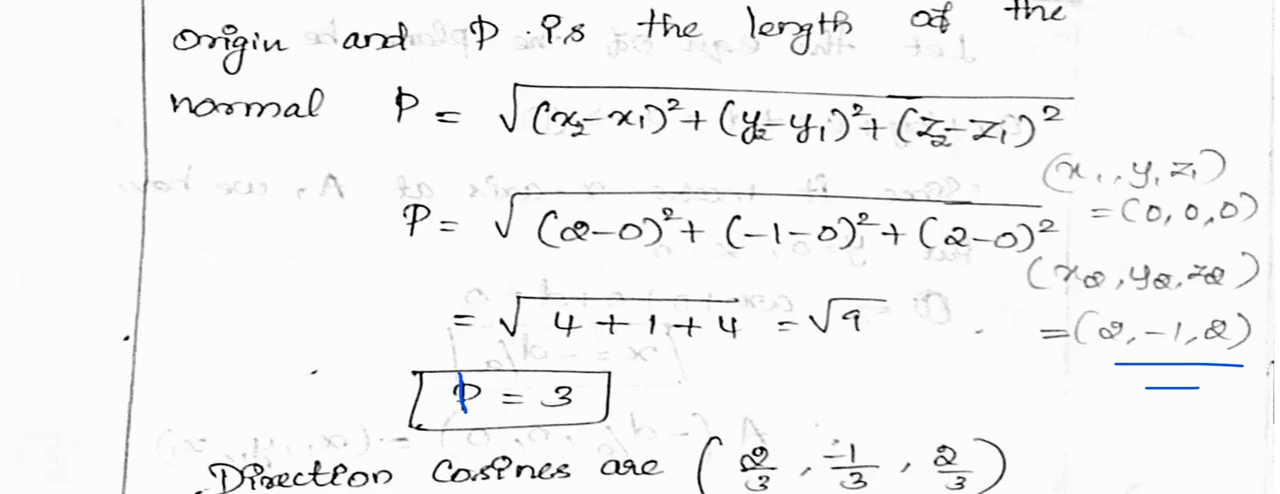 origin and P is the length of the
normal P = √(x₂-x₁)²+(y₂-y₁)²+(z₂-z₁)²
(x₁,y₁z₁)
P = √(2-0)²+(-1-0)²+(2-0)²
=(0,0,0)
(x₂,y₂,z₂)
= √4+1+4 = √9
=(2,-1,2)
P = 3
Direction Cosines are (2/3, -1/3, 2/3)